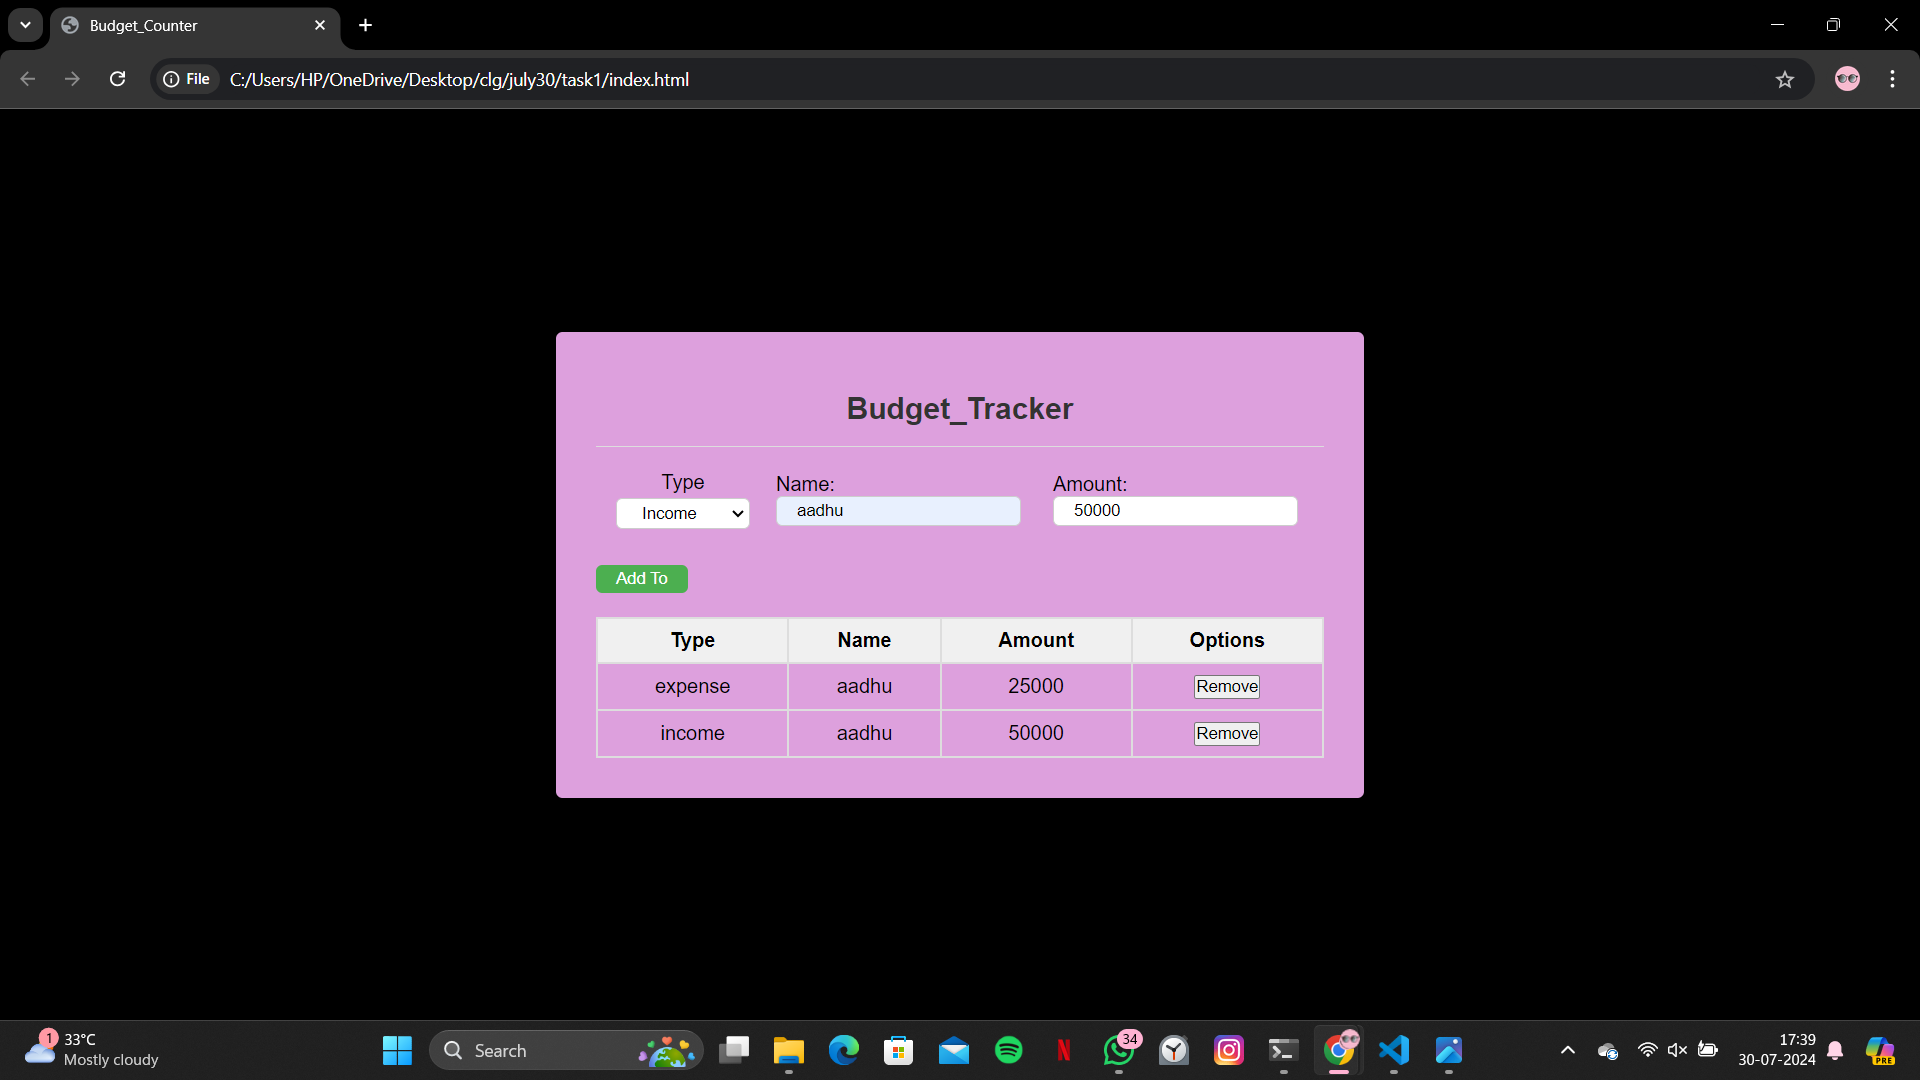 Budget_Counter
File C:/Users/HP/OneDrive/Desktop/clg/july30/task1/index.html
Budget_Tracker
Type Name: Amount:
Income aadhu 50000
Add To
Type Name Amount Options
expense aadhu 25000 Remove
income aadhu 50000 Remove
1 33°C
Mostly cloudy
Search
N
34
17:39
30-07-2024
PRE